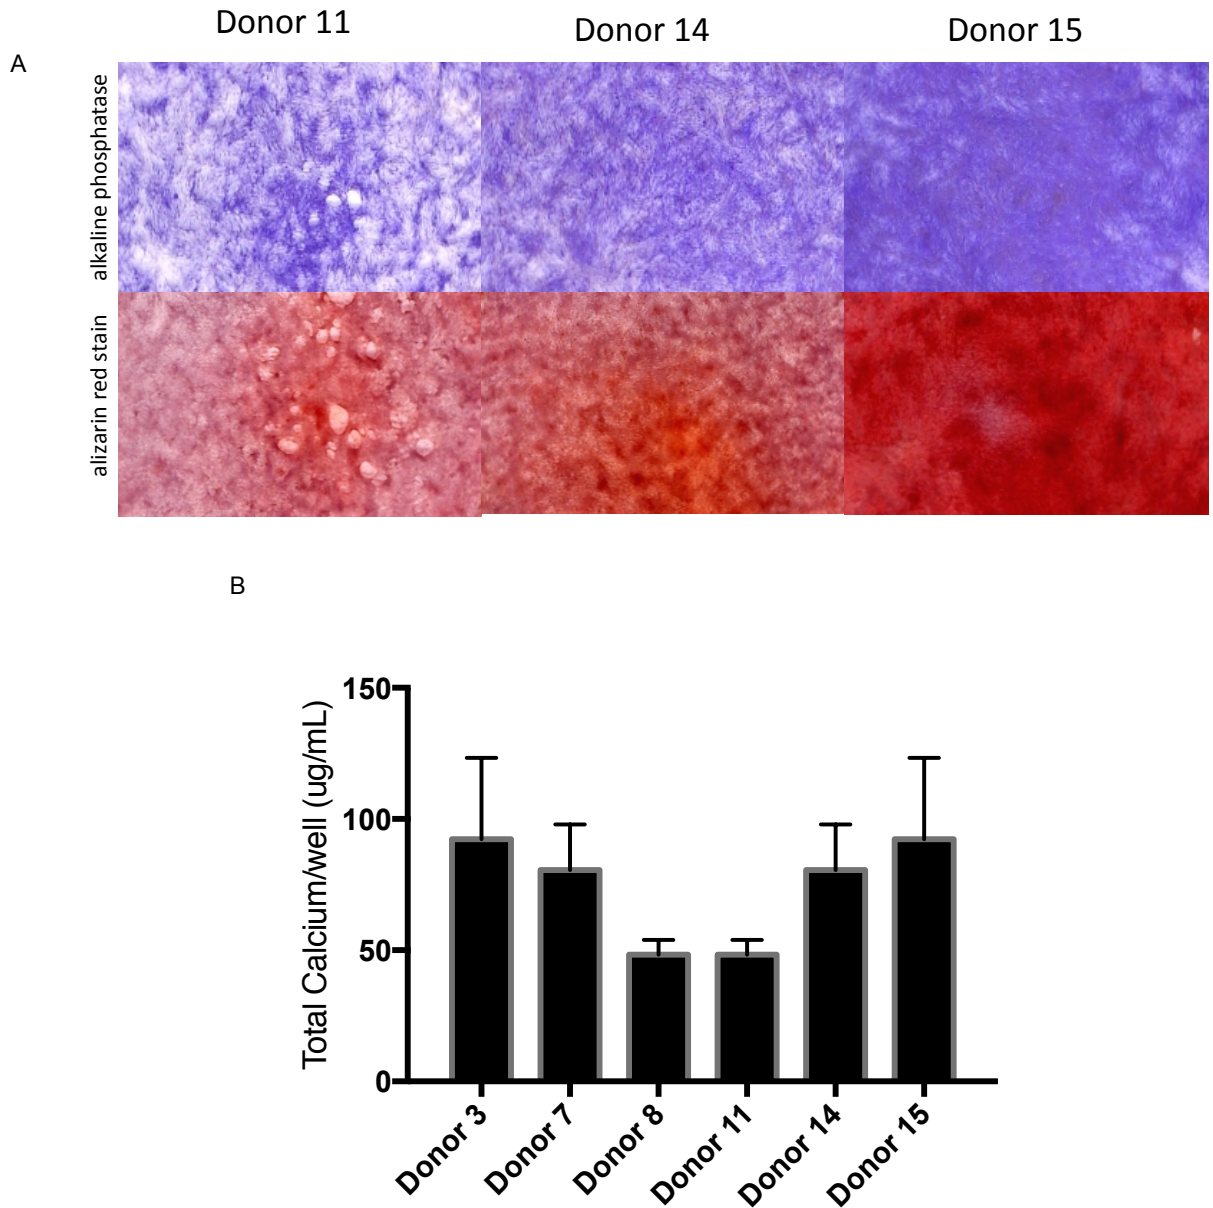 Donor 11
Donor 14
Donor 15
A
alkaline phosphatase
alizarin red stain
B
Total Calcium/well (ug/mL)
150
100
50
0
Donor 3
Donor 7
Donor 8
Donor 11
Donor 14
Donor 15